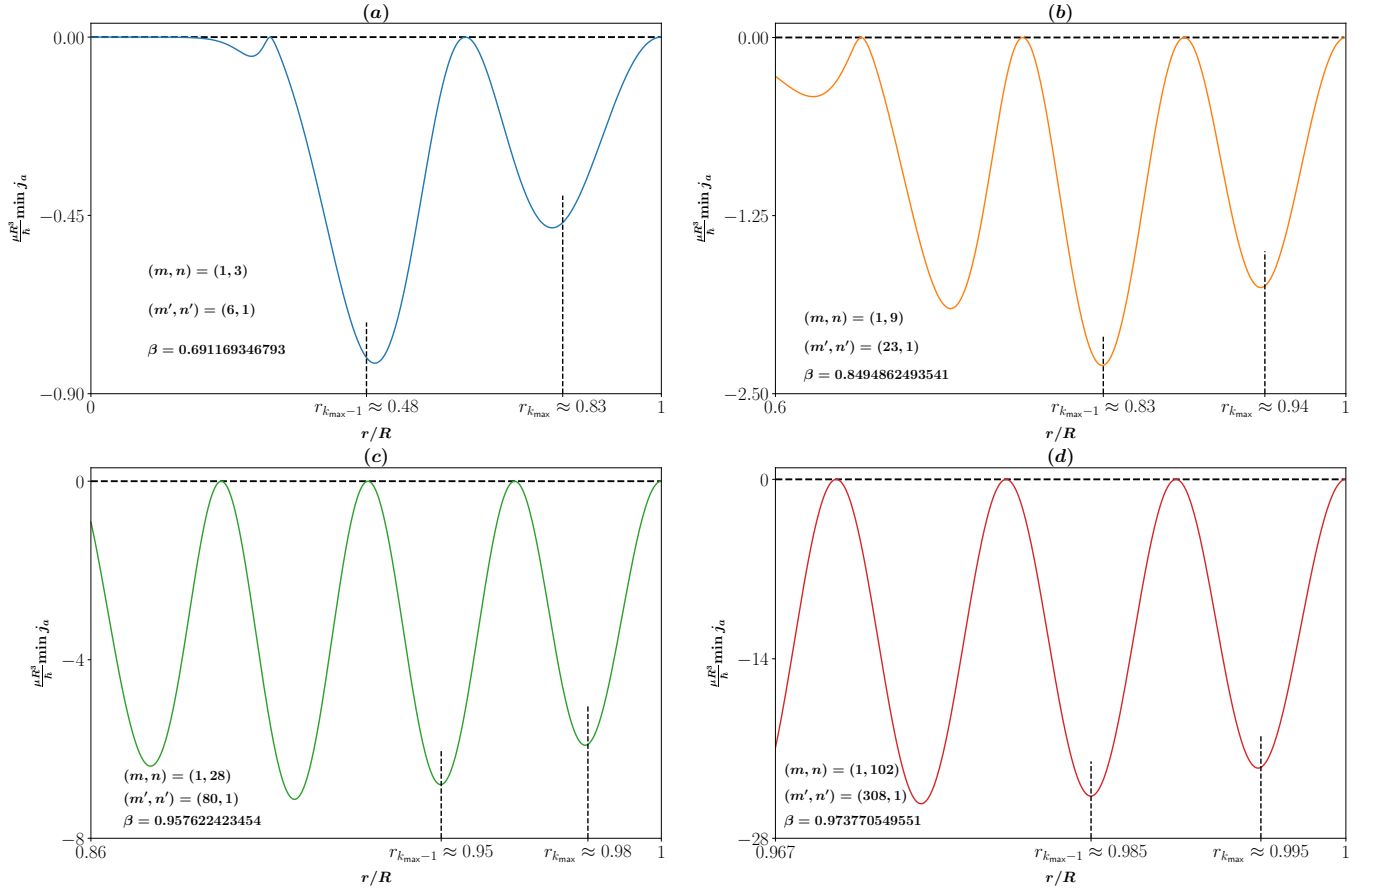 (a)
0.00
−0.45
−0.90
μR³/ħ min jₐ
(m, n) = (1, 3)
(m′, n′) = (6, 1)
β = 0.691169346793
0
r_{k_max−1} ≈ 0.48
r_{k_max} ≈ 0.83
1
r/R
(b)
0.00
−1.25
−2.50
μR³/ħ min jₐ
(m, n) = (1, 9)
(m′, n′) = (23, 1)
β = 0.8494862493541
0.6
r_{k_max−1} ≈ 0.83
r_{k_max} ≈ 0.94
1
r/R
(c)
0
−4
−8
μR³/ħ min jₐ
(m, n) = (1, 28)
(m′, n′) = (80, 1)
β = 0.957622423454
0.86
r_{k_max−1} ≈ 0.95
r_{k_max} ≈ 0.98
1
r/R
(d)
0
−14
−28
μR³/ħ min jₐ
(m, n) = (1, 102)
(m′, n′) = (308, 1)
β = 0.973770549551
0.967
r_{k_max−1} ≈ 0.985
r_{k_max} ≈ 0.995
1
r/R